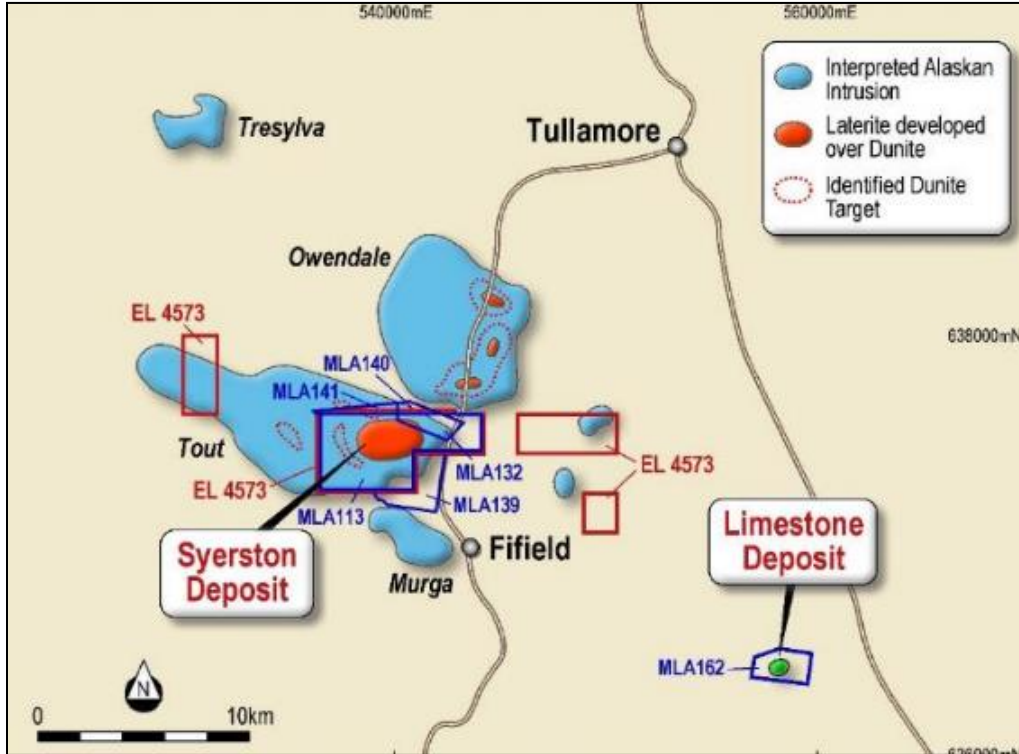 540000mE
560000mE
Interpreted Alaskan
Intrusion
Laterite developed
over Dunite
Identified Dunite
Target
Tresylva
Tullamore
Owendale
EL 4573
638000mN
MLA140
MLA141
Tout
EL 4573
MLA113
MLA132
MLA139
EL 4573
Syerston
Deposit
Fifield
Murga
Limestone
Deposit
MLA162
N
0
10km
636000mN